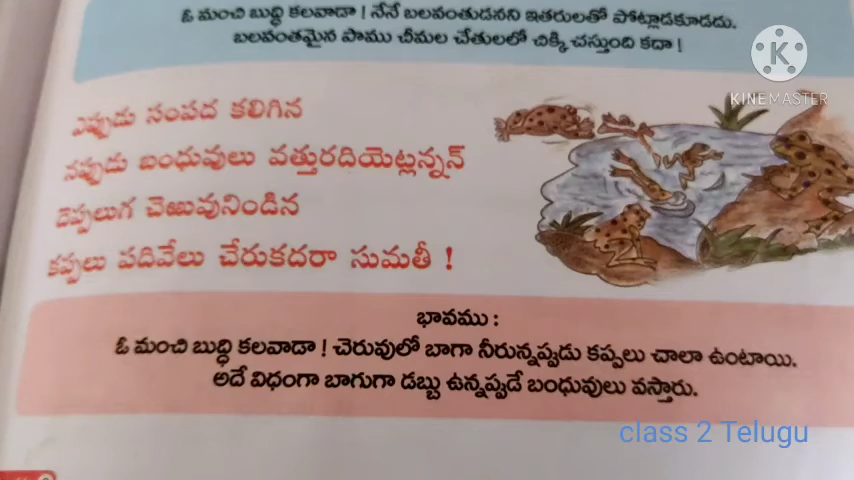 ఓ మంచి బుద్ధి కలవాడా ! నేనే బలవంతుడనని ఇతరులతో పోట్లాడకూడదు.
బలవంతమైన పాము చీమల చేతులలో చిక్కి చస్తుంది కదా !
KINEMASTER
ఎప్పుడు సంపద కలిగిన
నప్పుడు బంధువులు వత్తురదియెట్లన్నన్
దెప్పలుగ చెఱువునిండిన
కప్పలు పదివేలు చేరుకదరా సుమతీ !
భావము :
ఓ మంచి బుద్ధి కలవాడా ! చెరువులో బాగా నీరున్నప్పుడు కప్పలు చాలా ఉంటాయి.
అదే విధంగా బాగుగా డబ్బు ఉన్నప్పుడే బంధువులు వస్తారు.
class 2 Telugu